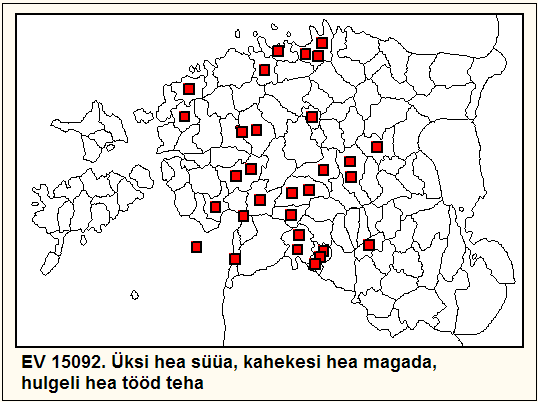 EV 15092. Üksi hea süüa, kahekesi hea magada,
hulgeli hea tööd teha